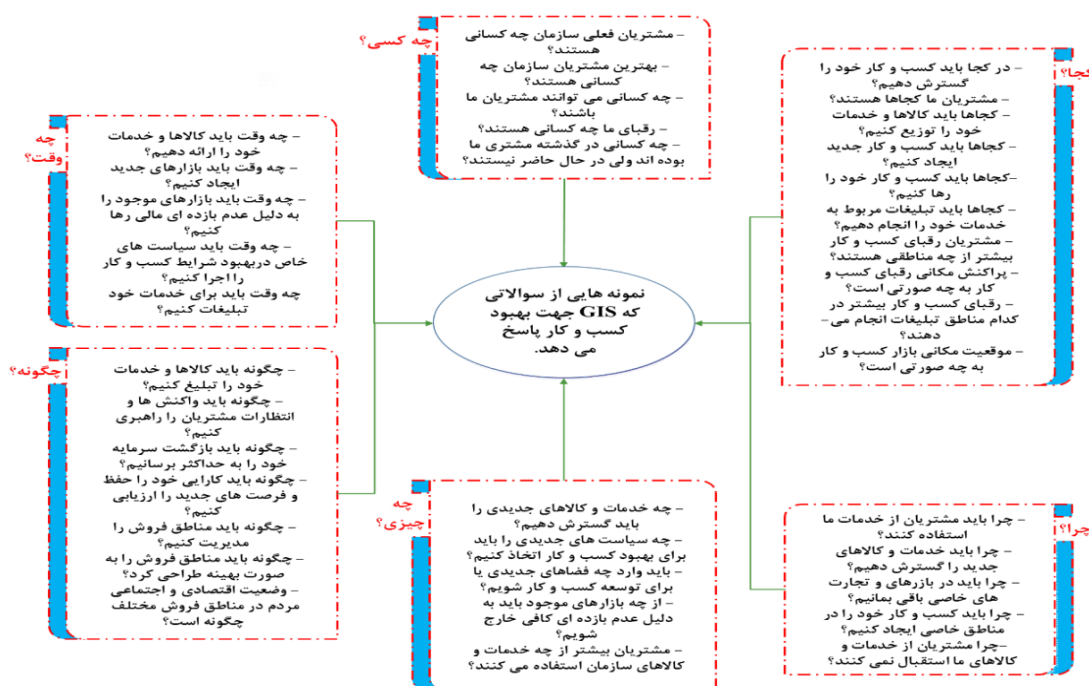 کجا؟
– در کجا باید کسب و کار خود را
گسترش دهیم؟
– مشتریان ما کجاها هستند؟
– کجاها باید کالاها و خدمات
خود را توزیع کنیم؟
– کجاها باید کسب و کار جدید
ایجاد کنیم؟
–کجاها باید کسب و کار خود را
رها کنیم؟
– کجاها باید تبلیغات مربوط به
خدمات خود را انجام دهیم؟
– مشتریان رقبای کسب و کار
بیشتر از چه مناطقی هستند؟
– پراکنش مکانی رقبای کسب و
کار به چه صورتی است؟
– رقبای کسب و کار بیشتر در
کدام مناطق تبلیغات انجام می–
دهند؟
– موقعیت مکانی بازار کسب و کار
به چه صورتی است؟
چه کسی؟
– مشتریان فعلی سازمان چه کسانی
هستند؟
– بهترین مشتریان سازمان چه
کسانی هستند؟
– چه کسانی می توانند مشتریان ما
باشند؟
– رقبای ما چه کسانی هستند؟
– چه کسانی در گذشته مشتری ما
بوده اند ولی در حال حاضر نیستند؟
چه
وقت؟
– چه وقت باید کالاها و خدمات
خود را ارائه دهیم؟
– چه وقت باید بازارهای جدید
ایجاد کنیم؟
– چه وقت باید بازارهای موجود را
به دلیل عدم بازده ای مالی رها
کنیم؟
– چه وقت باید سیاست های
خاص دربهبود شرایط کسب و کار
را اجرا کنیم؟
چه وقت باید برای خدمات خود
تبلیغات کنیم؟
نمونه هایی از سوالاتی
که GIS جهت بهبود
کسب و کار پاسخ
می دهد.
چرا؟
– چرا باید مشتریان از خدمات ما
استفاده کنند؟
– چرا باید خدمات و کالاهای
جدید را گسترش دهیم؟
– چرا باید در بازرهای و تجارت
های خاصی باقی بمانیم؟
– چرا باید کسب و کار خود را در
مناطق خاصی ایجاد کنیم؟
–چرا مشتریان از خدمات و
کالاهای ما استقبال نمی کنند؟
چه
چیزی؟
– چه خدمات و کالاهای جدیدی را
باید گسترش دهیم؟
– چه سیاست های جدیدی را باید
برای بهبود کسب و کار اتخاذ کنیم؟
– باید وارد چه فضاهای جدیدی یا
برای توسعه کسب و کار شویم؟
– از چه بازارهای موجود باید به
دلیل عدم بازده ای کافی خارج
شویم؟
– مشتریان بیشتر از چه خدمات و
کالاهای سازمان استفاده می کنند؟
چگونه؟
– چگونه باید کالاها و خدمات
خود را تبلیغ کنیم؟
– چگونه باید واکنش ها و
انتظارات مشتریان را راهبری
کنیم؟
– چگونه باید بازگشت سرمایه
خود را به حداکثر برسانیم؟
– چگونه باید کارایی خود را حفظ
و فرصت های جدید را ارزیابی
کنیم؟
– چگونه باید مناطق فروش را
مدیریت کنیم؟
– چگونه باید مناطق فروش را به
صورت بهینه طراحی کرد؟
– وضعیت اقتصادی و اجتماعی
مردم در مناطق فروش مختلف
چگونه است؟